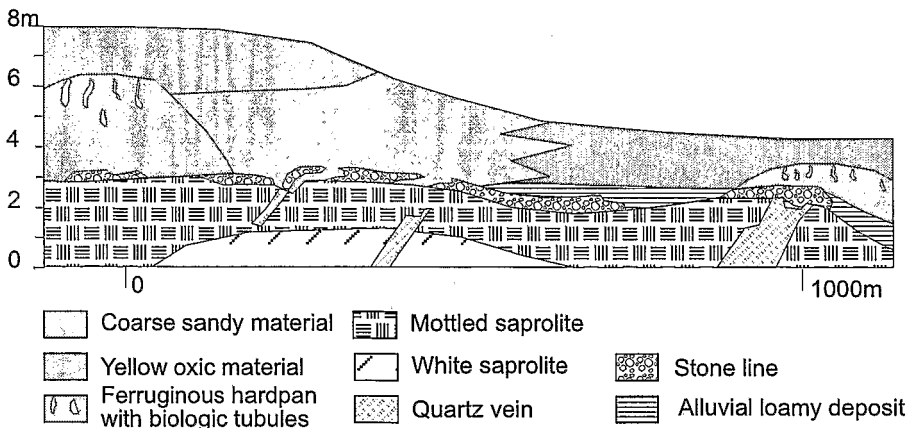 8m
6
4
2
0
0
1000m
Coarse sandy material
Mottled saprolite
Yellow oxic material
White saprolite
Stone line
Ferruginous hardpan
with biologic tubules
Quartz vein
Alluvial loamy deposit